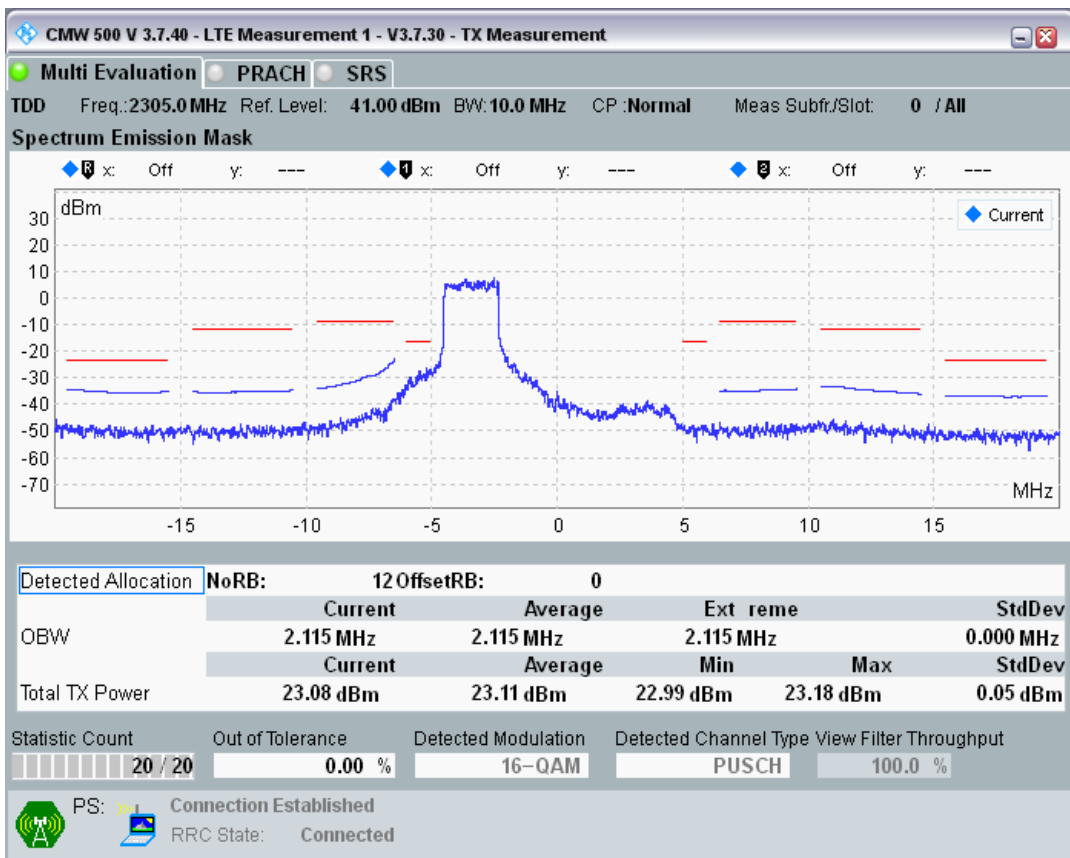 CMW 500 V 3.7.40 - LTE Measurement 1 - V3.7.30 - TX Measurement
Multi Evaluation PRACH SRS
TDD Freg.:2305.0 MHz Ref. Level: 41.00 dBm BW:10.0 MHz CP :Normal Meas Subfr./Slot: 0 / All
Spectrum Emission Mask
R x: Off y: --- 1 x: Off y: --- 2 x: Off y: ---
dBm
Current
30
20
10
0
-10
-20
-30
-40
-50
-60
-70
MHz
-15 -10 -5 0 5 10 15
Detected Allocation NoRB: 12 OffsetRB: 0
Current Average Ext reme StdDev
OBW 2.115 MHz 2.115 MHz 2.115 MHz 0.000 MHz
Current Average Min Max StdDev
Total TX Power 23.08 dBm 23.11 dBm 22.99 dBm 23.18 dBm 0.05 dBm
Statistic Count Out of Tolerance Detected Modulation Detected Channel Type View Filter Throughput
20 / 20 0.00 % 16-QAM PUSCH 100.0 %
PS: Connection Established
RRC State: Connected